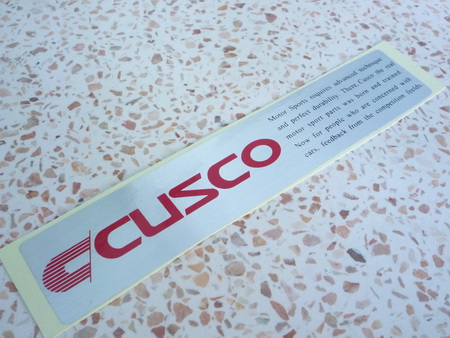 CUSCO
Motor Sports requires advanced technique
and perfect durability. There, Cusco the real
motor sport parts was born and trained.
Now for people who are concerned with
cars, feedback from the competition fields.